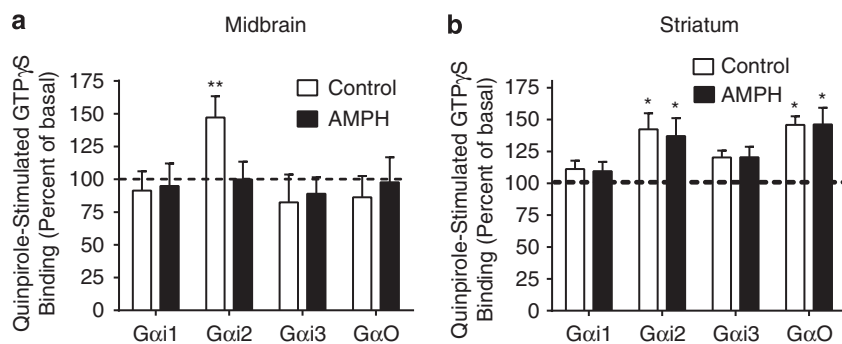 a
Midbrain
Quinpirole-Stimulated GTPγS
Binding (Percent of basal)
175
150
125
100
75
50
25
0
**
Control
AMPH
Gαi1 Gαi2 Gαi3 GαO
b
Striatum
Quinpirole-Stimulated GTPγS
Binding (Percent of basal)
175
150
125
100
75
50
25
0
Control
AMPH
* * * *
Gαi1 Gαi2 Gαi3 GαO